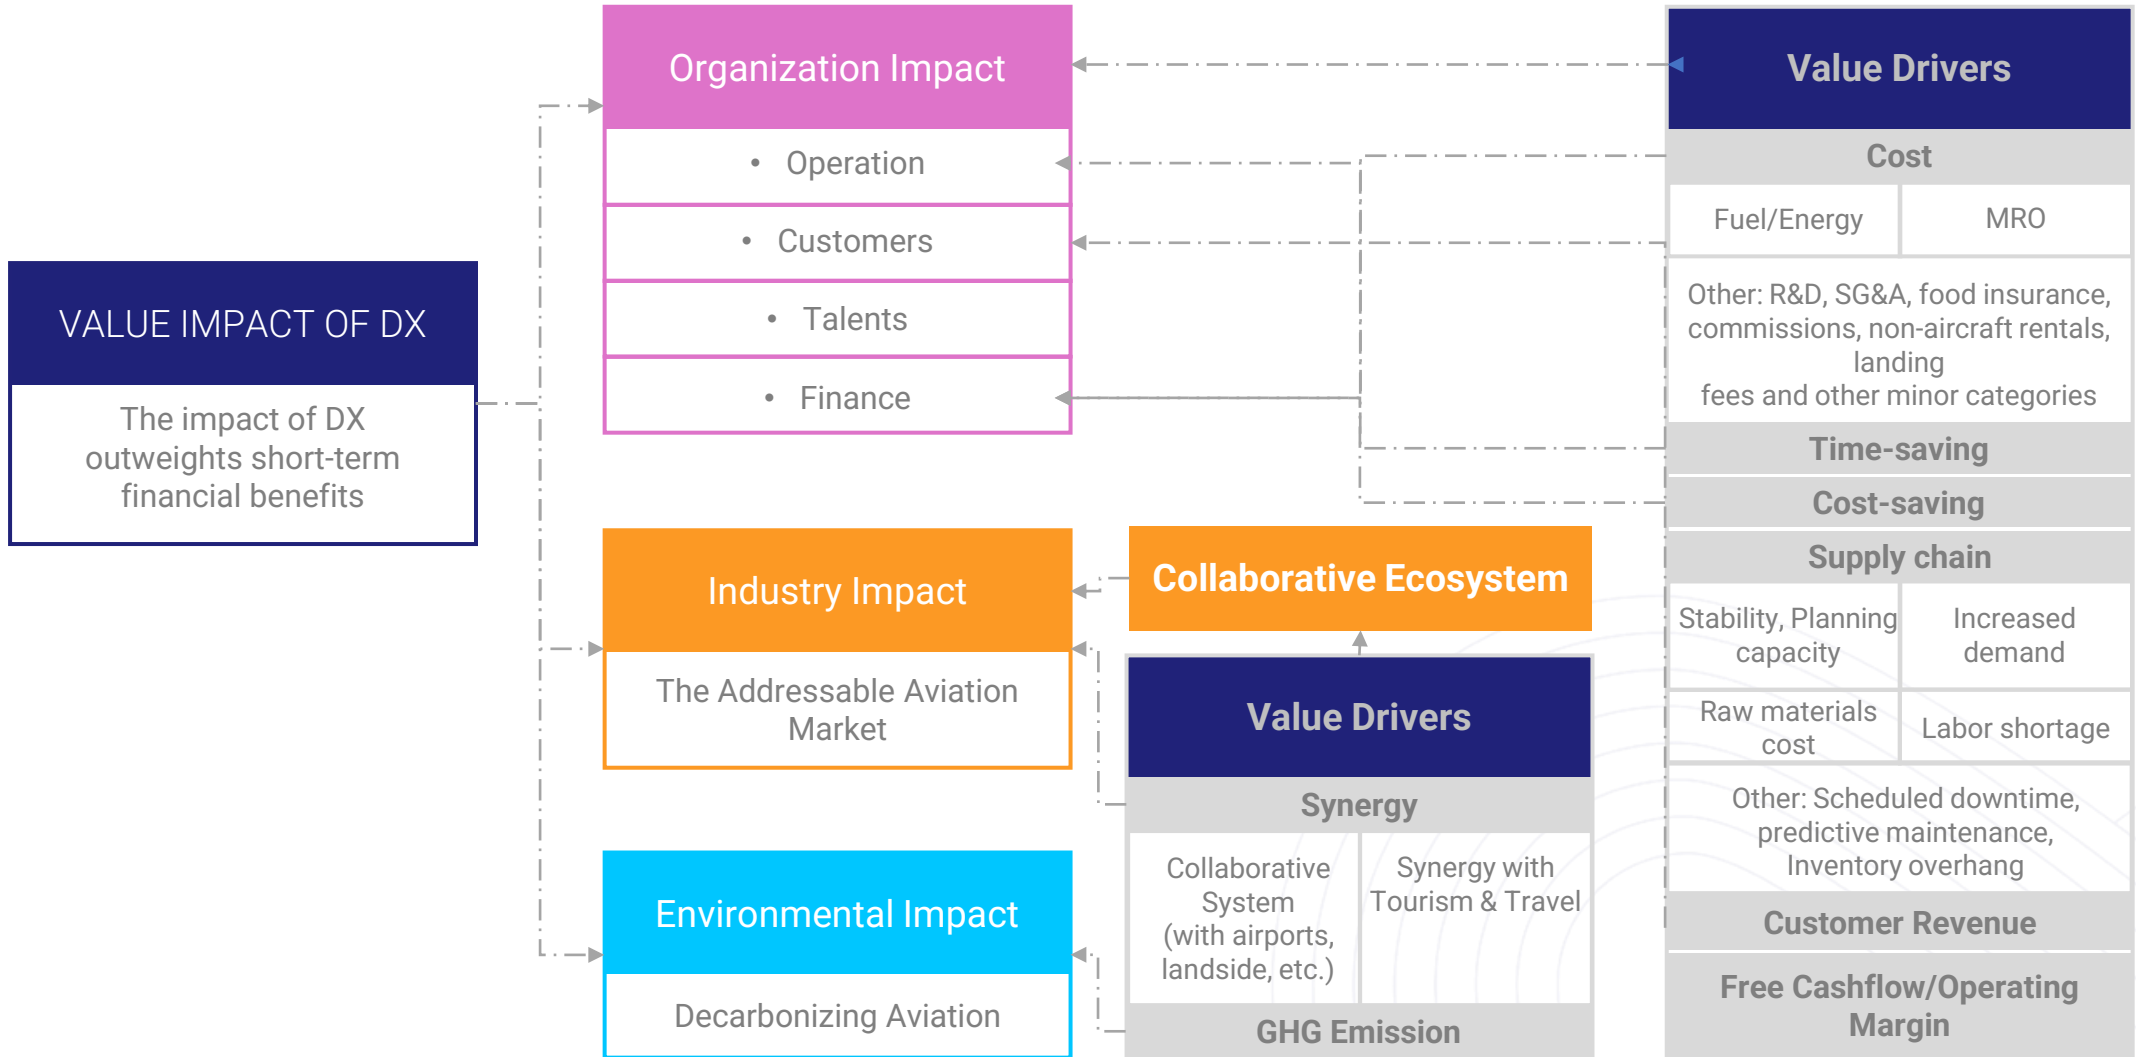 VALUE IMPACT OF DX
The impact of DX
outweights short-term
financial benefits
Organization Impact
• Operation
• Customers
• Talents
• Finance
Industry Impact
The Addressable Aviation
Market
Environmental Impact
Decarbonizing Aviation
Collaborative Ecosystem
Value Drivers
Synergy
Collaborative
System
(with airports,
landside, etc.)
Synergy with
Tourism & Travel
GHG Emission
Value Drivers
Cost
Fuel/Energy
MRO
Other: R&D, SG&A, food insurance,
commissions, non-aircraft rentals,
landing
fees and other minor categories
Time-saving
Cost-saving
Supply chain
Stability, Planning
capacity
Increased
demand
Raw materials
cost
Labor shortage
Other: Scheduled downtime,
predictive maintenance,
Inventory overhang
Customer Revenue
Free Cashflow/Operating
Margin